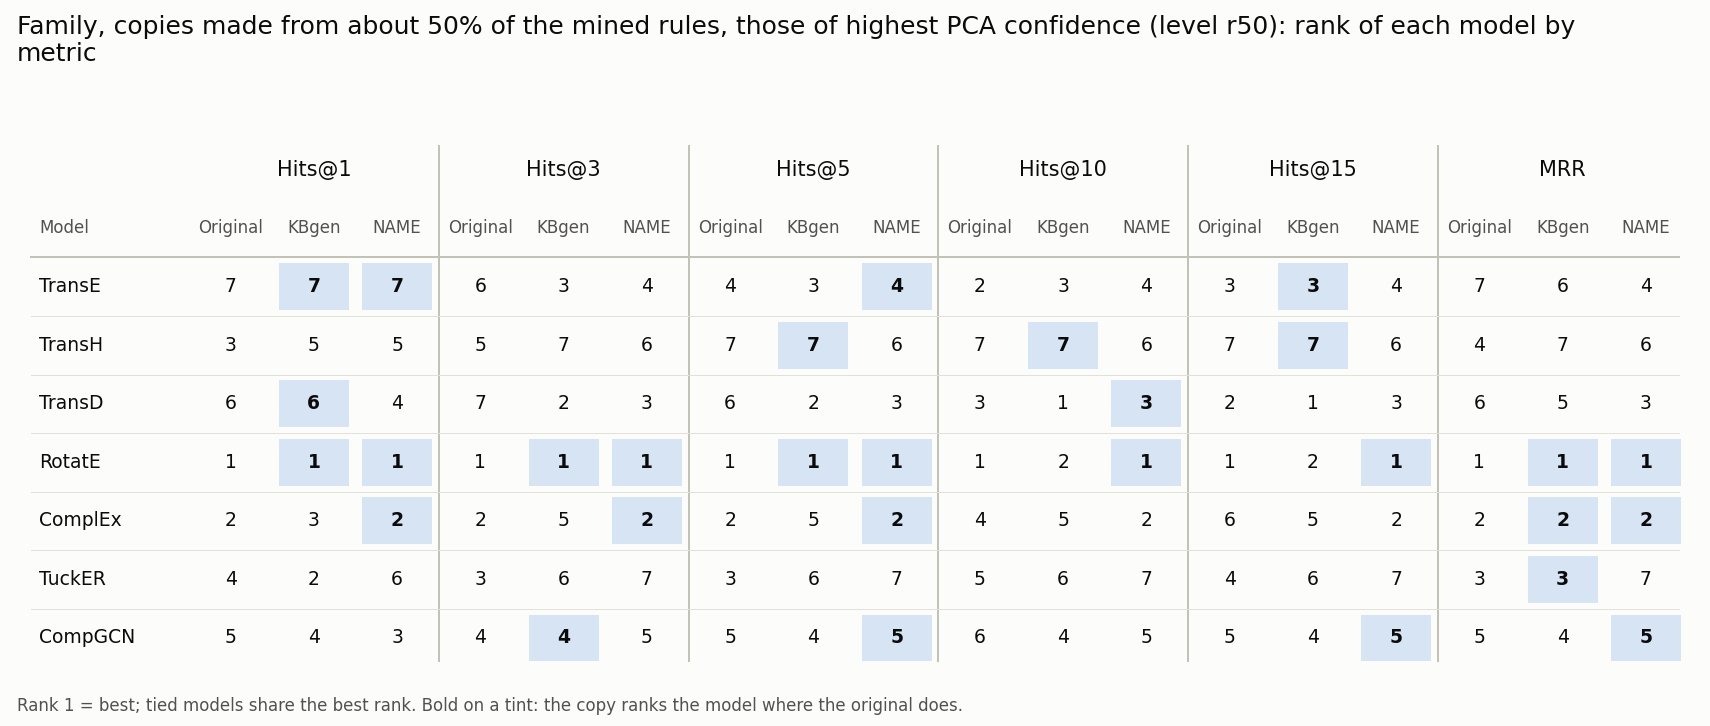 Family, copies made from about 50% of the mined rules, those of highest PCA confidence (level r50): rank of each model by
metric
Hits@1 Hits@3 Hits@5 Hits@10 Hits@15 MRR
Model Original KBgen NAME Original KBgen NAME Original KBgen NAME Original KBgen NAME Original KBgen NAME Original KBgen NAME
TransE 7 7 7 6 3 4 4 3 4 2 3 4 3 3 4 7 6 4
TransH 3 5 5 5 7 6 7 7 6 7 7 6 7 7 6 4 7 6
TransD 6 6 4 7 2 3 6 2 3 3 1 3 2 1 3 6 5 3
RotatE 1 1 1 1 1 1 1 1 1 1 2 1 1 2 1 1 1 1
ComplEx 2 3 2 2 5 2 2 5 2 4 5 2 6 5 2 2 2 2
TuckER 4 2 6 3 6 7 3 6 7 5 6 7 4 6 7 3 3 7
CompGCN 5 4 3 4 4 5 5 4 5 6 4 5 5 4 5 5 4 5
Rank 1 = best; tied models share the best rank. Bold on a tint: the copy ranks the model where the original does.